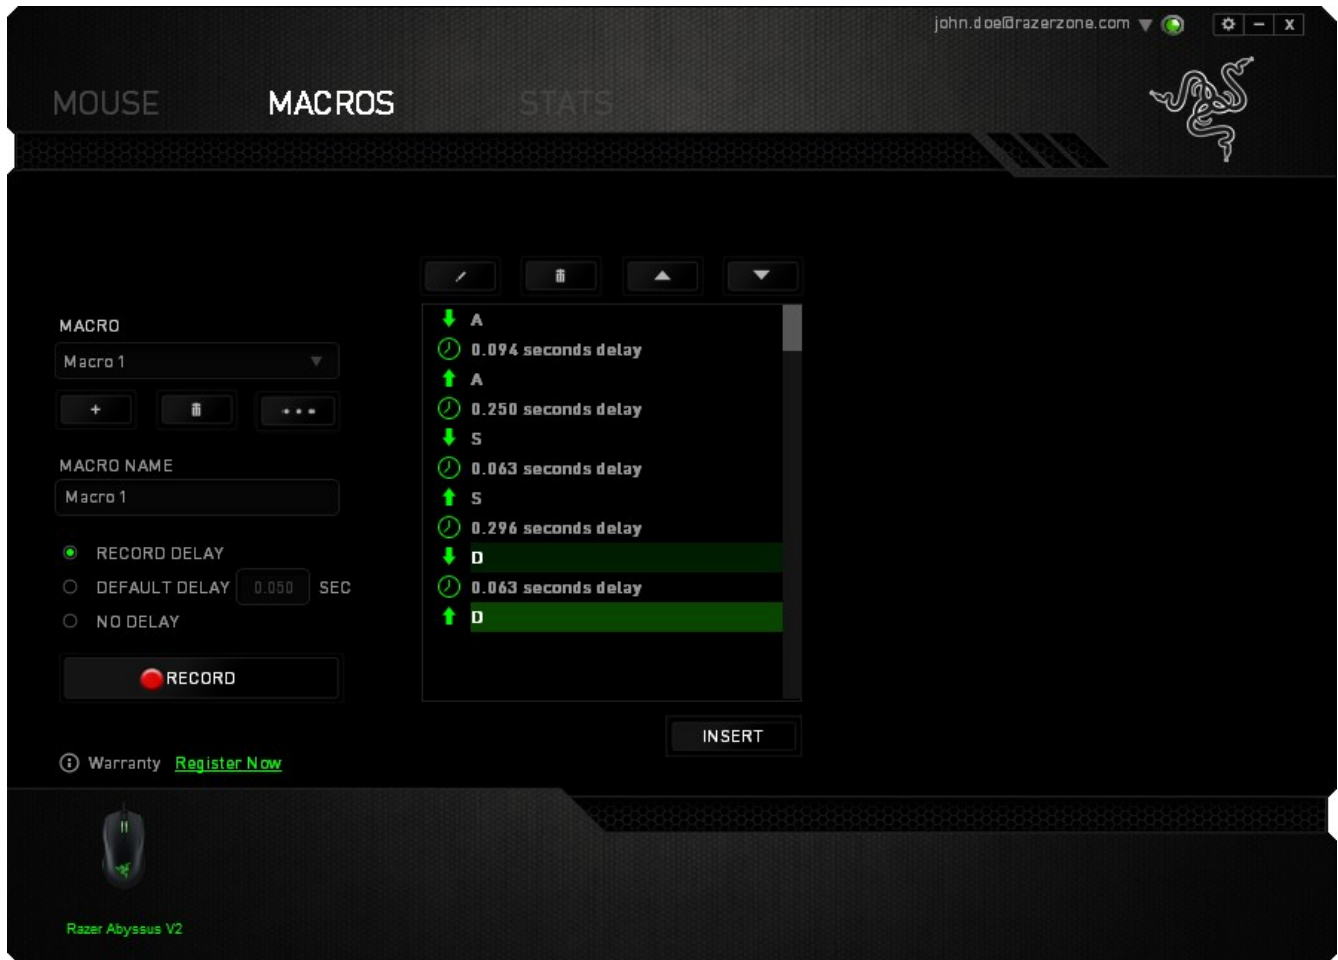 john.doe@razerzone.com
X
MOUSE MACROS STATS
MACRO
Macro 1
+
MACRO NAME
Macro 1
RECORD DELAY
DEFAULT DELAY 0.050 SEC
NO DELAY
RECORD
Warranty Register Now
A
0.094 seconds delay
A
0.250 seconds delay
S
0.063 seconds delay
S
0.296 seconds delay
D
0.063 seconds delay
D
INSERT
Razer Abyssus V2